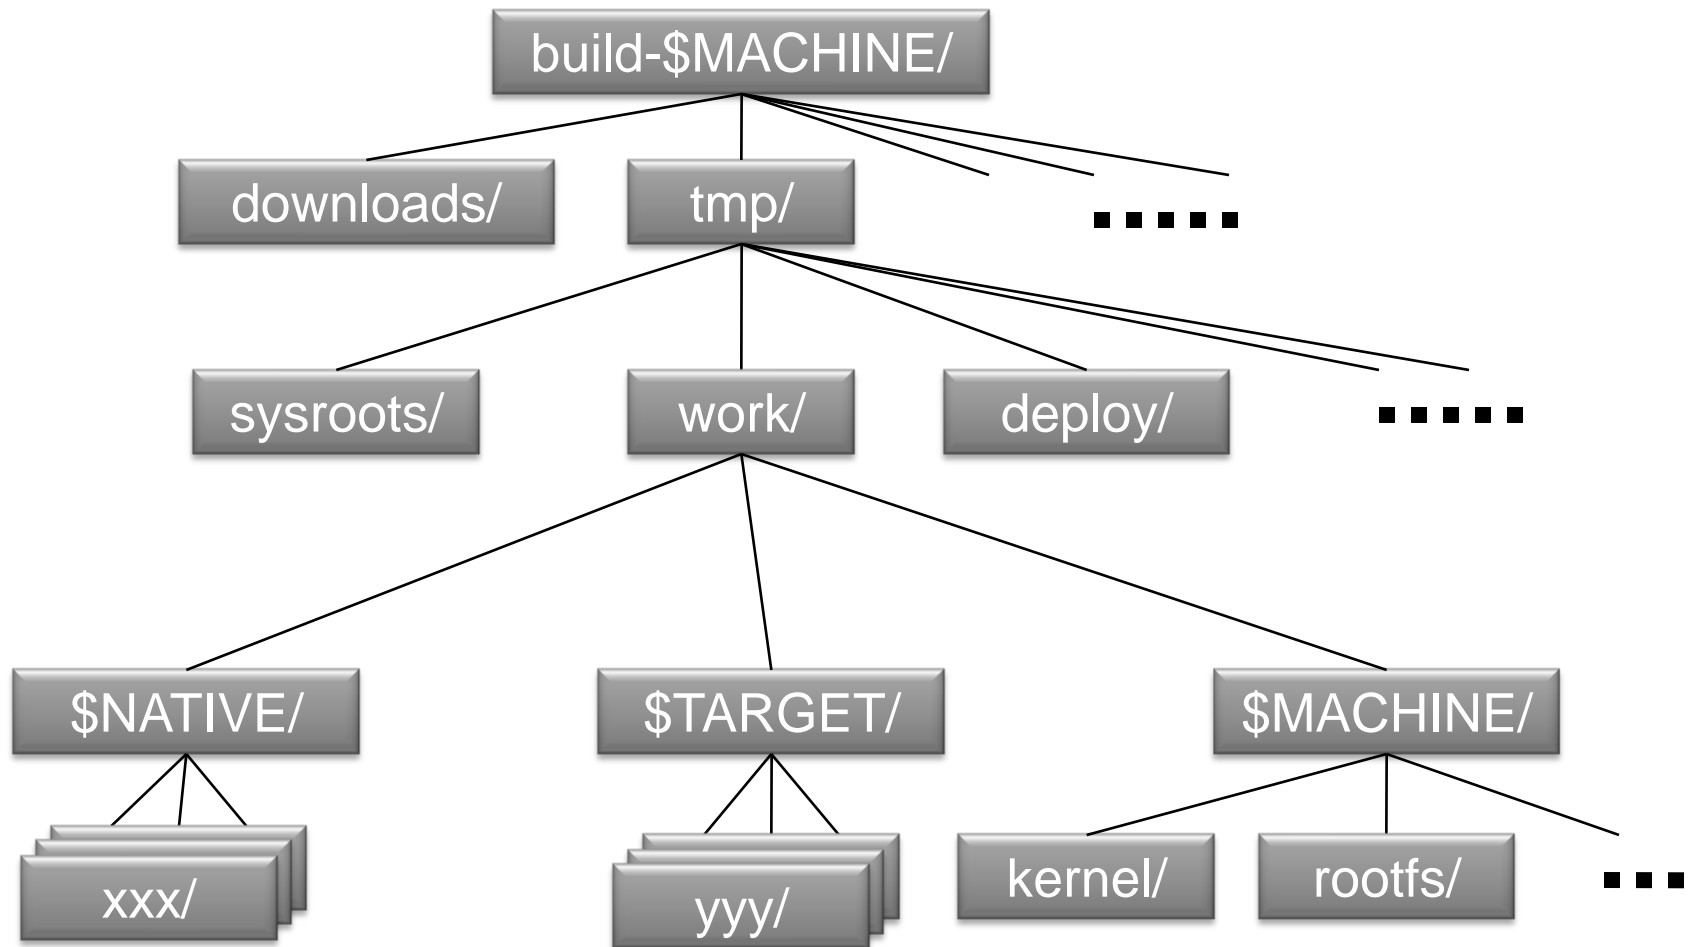 build-$MACHINE/
downloads/
tmp/
.....
sysroots/
work/
deploy/
.....
$NATIVE/
$TARGET/
$MACHINE/
xxx/
yyy/
kernel/
rootfs/
...